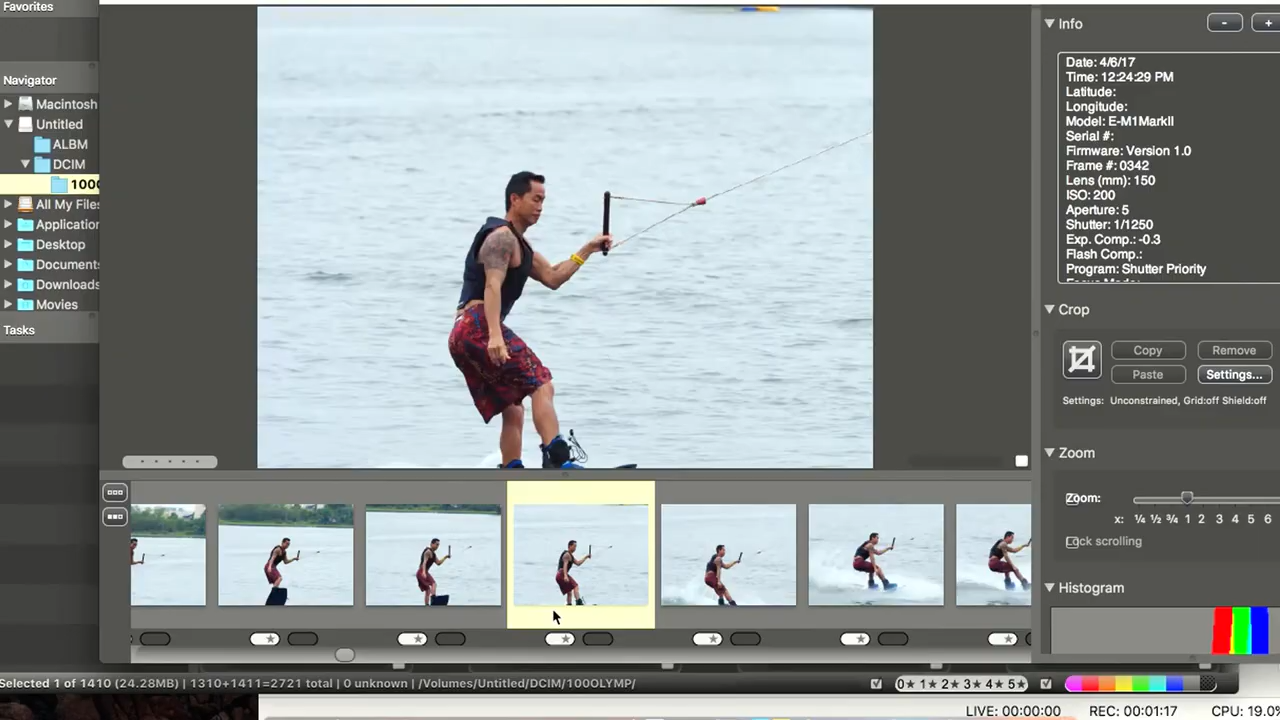 Favorites
Navigator
Macintosh
Untitled
ALBM
DCIM
100
All My Files
Application
Desktop
Documents
Downloads
Movies
Tasks
Info
- +
Date: 4/6/17
Time: 12:24:29 PM
Latitude:
Longitude:
Model: E-M1MarkII
Serial #:
Firmware: Version 1.0
Frame #: 0342
Lens (mm): 150
ISO: 200
Aperture: 5
Shutter: 1/1250
Exp. Comp.: -0.3
Flash Comp.:
Program: Shutter Priority
Crop
Copy Remove
Paste Settings...
Settings: Unconstrained, Grid:off Shield:off
Zoom
Zoom:
x: ¼ ½ ¾ 1 2 3 4 5 6
Lock scrolling
Histogram
Selected 1 of 1410 (24.28MB) | 1310+1411=2721 total | 0 unknown | /Volumes/Untitled/DCIM/100OLYMP/
0★ 1★ 2★ 3★ 4★ 5★
LIVE: 00:00:00 REC: 00:01:17 CPU: 19.0%